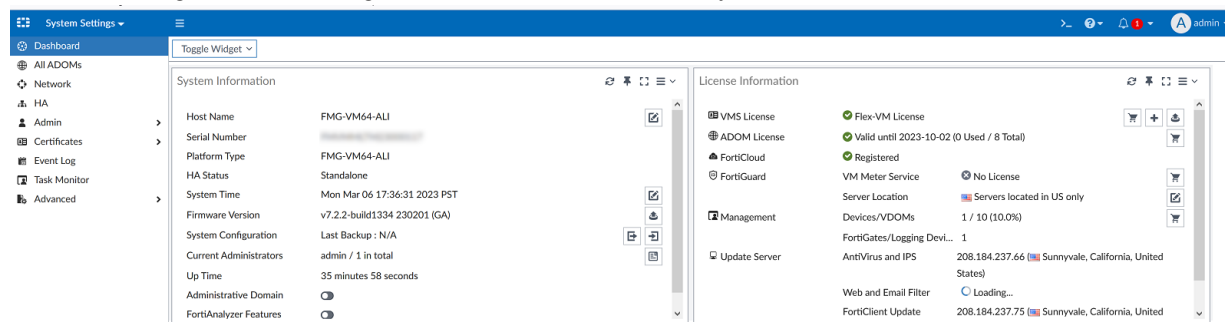 System Settings
>_
1
A admin
Dashboard
All ADOMs
Network
HA
Admin
Certificates
Event Log
Task Monitor
Advanced
Toggle Widget
System Information
Host Name FMG-VM64-ALI
Serial Number
Platform Type FMG-VM64-ALI
HA Status Standalone
System Time Mon Mar 06 17:36:31 2023 PST
Firmware Version v7.2.2-build1334 230201 (GA)
System Configuration Last Backup : N/A
Current Administrators admin / 1 in total
Up Time 35 minutes 58 seconds
Administrative Domain
FortiAnalyzer Features
License Information
VMS License Flex-VM License
ADOM License Valid until 2023-10-02 (0 Used / 8 Total)
FortiCloud Registered
FortiGuard VM Meter Service No License
Server Location Servers located in US only
Management Devices/VDOMs 1 / 10 (10.0%)
FortiGates/Logging Devi... 1
Update Server AntiVirus and IPS 208.184.237.66 ( Sunnyvale, California, United
States)
Web and Email Filter Loading...
FortiClient Update 208.184.237.75 ( Sunnyvale, California, United